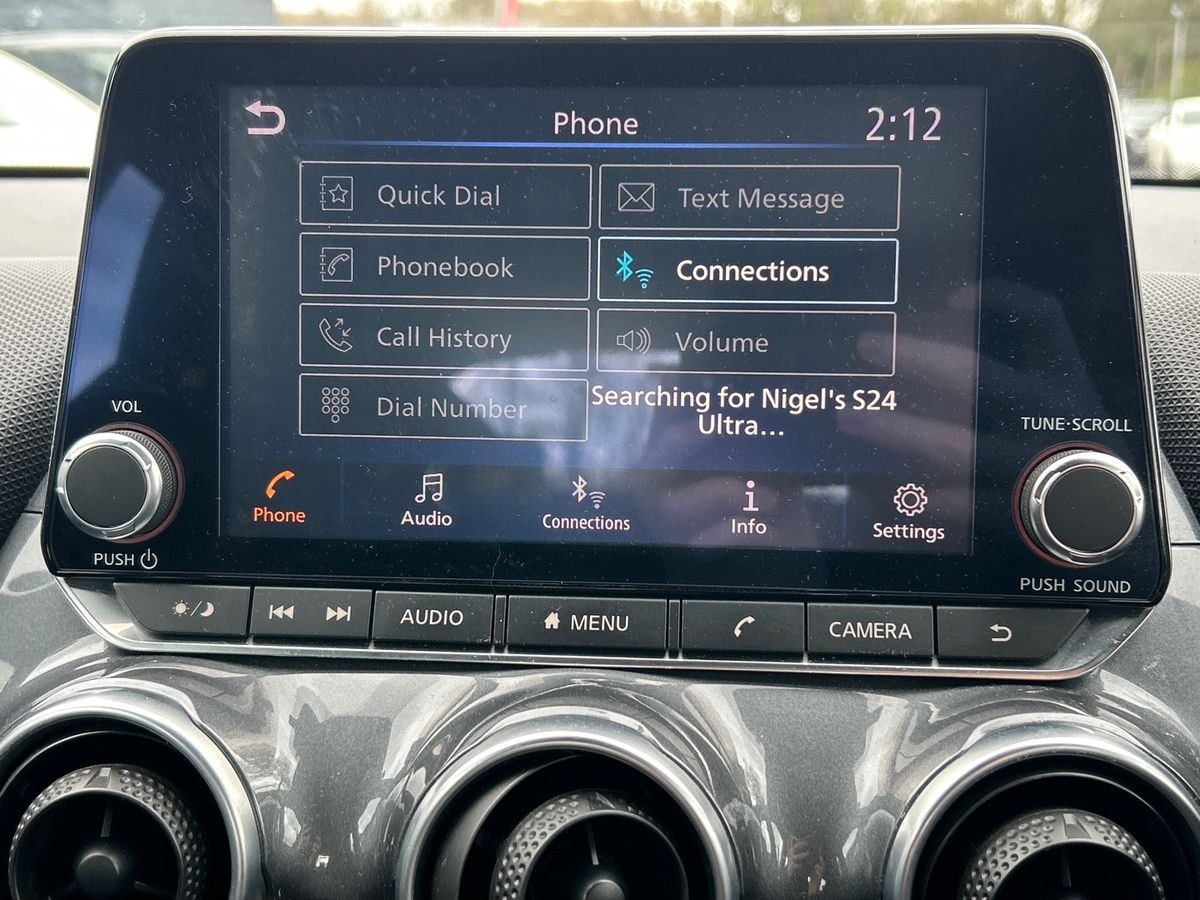 Phone
2:12
Quick Dial
Text Message
Phonebook
Connections
Call History
Volume
Dial Number
Searching for Nigel's S24
Ultra...
VOL
TUNE·SCROLL
Phone
Audio
Connections
Info
Settings
PUSH
PUSH SOUND
AUDIO
MENU
CAMERA